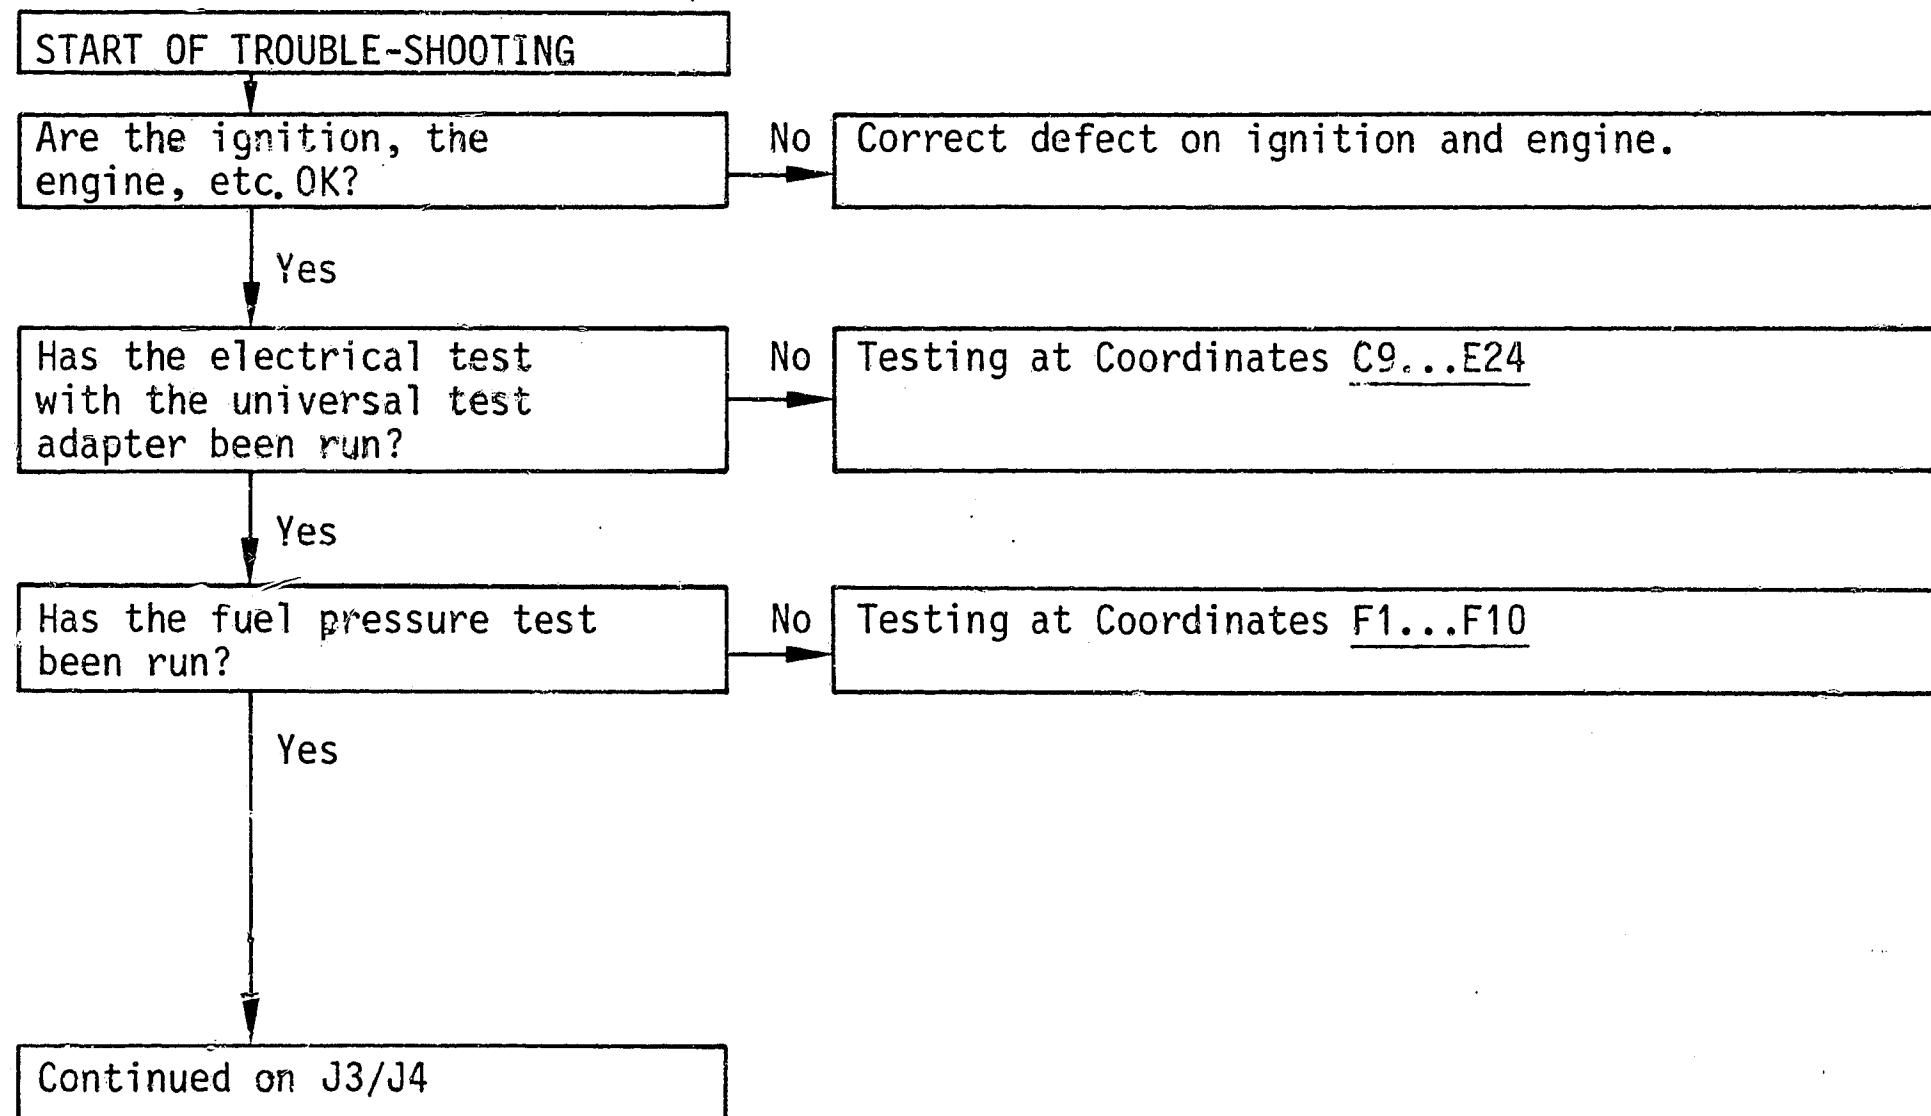 START OF TROUBLE-SHOOTING
Are the ignition, the
engine, etc. OK?
No
Correct defect on ignition and engine.
Yes
Has the electrical test
with the universal test
adapter been run?
No
Testing at Coordinates C9...E24
Yes
Has the fuel pressure test
been run?
No
Testing at Coordinates F1...F10
Yes
Continued on J3/J4